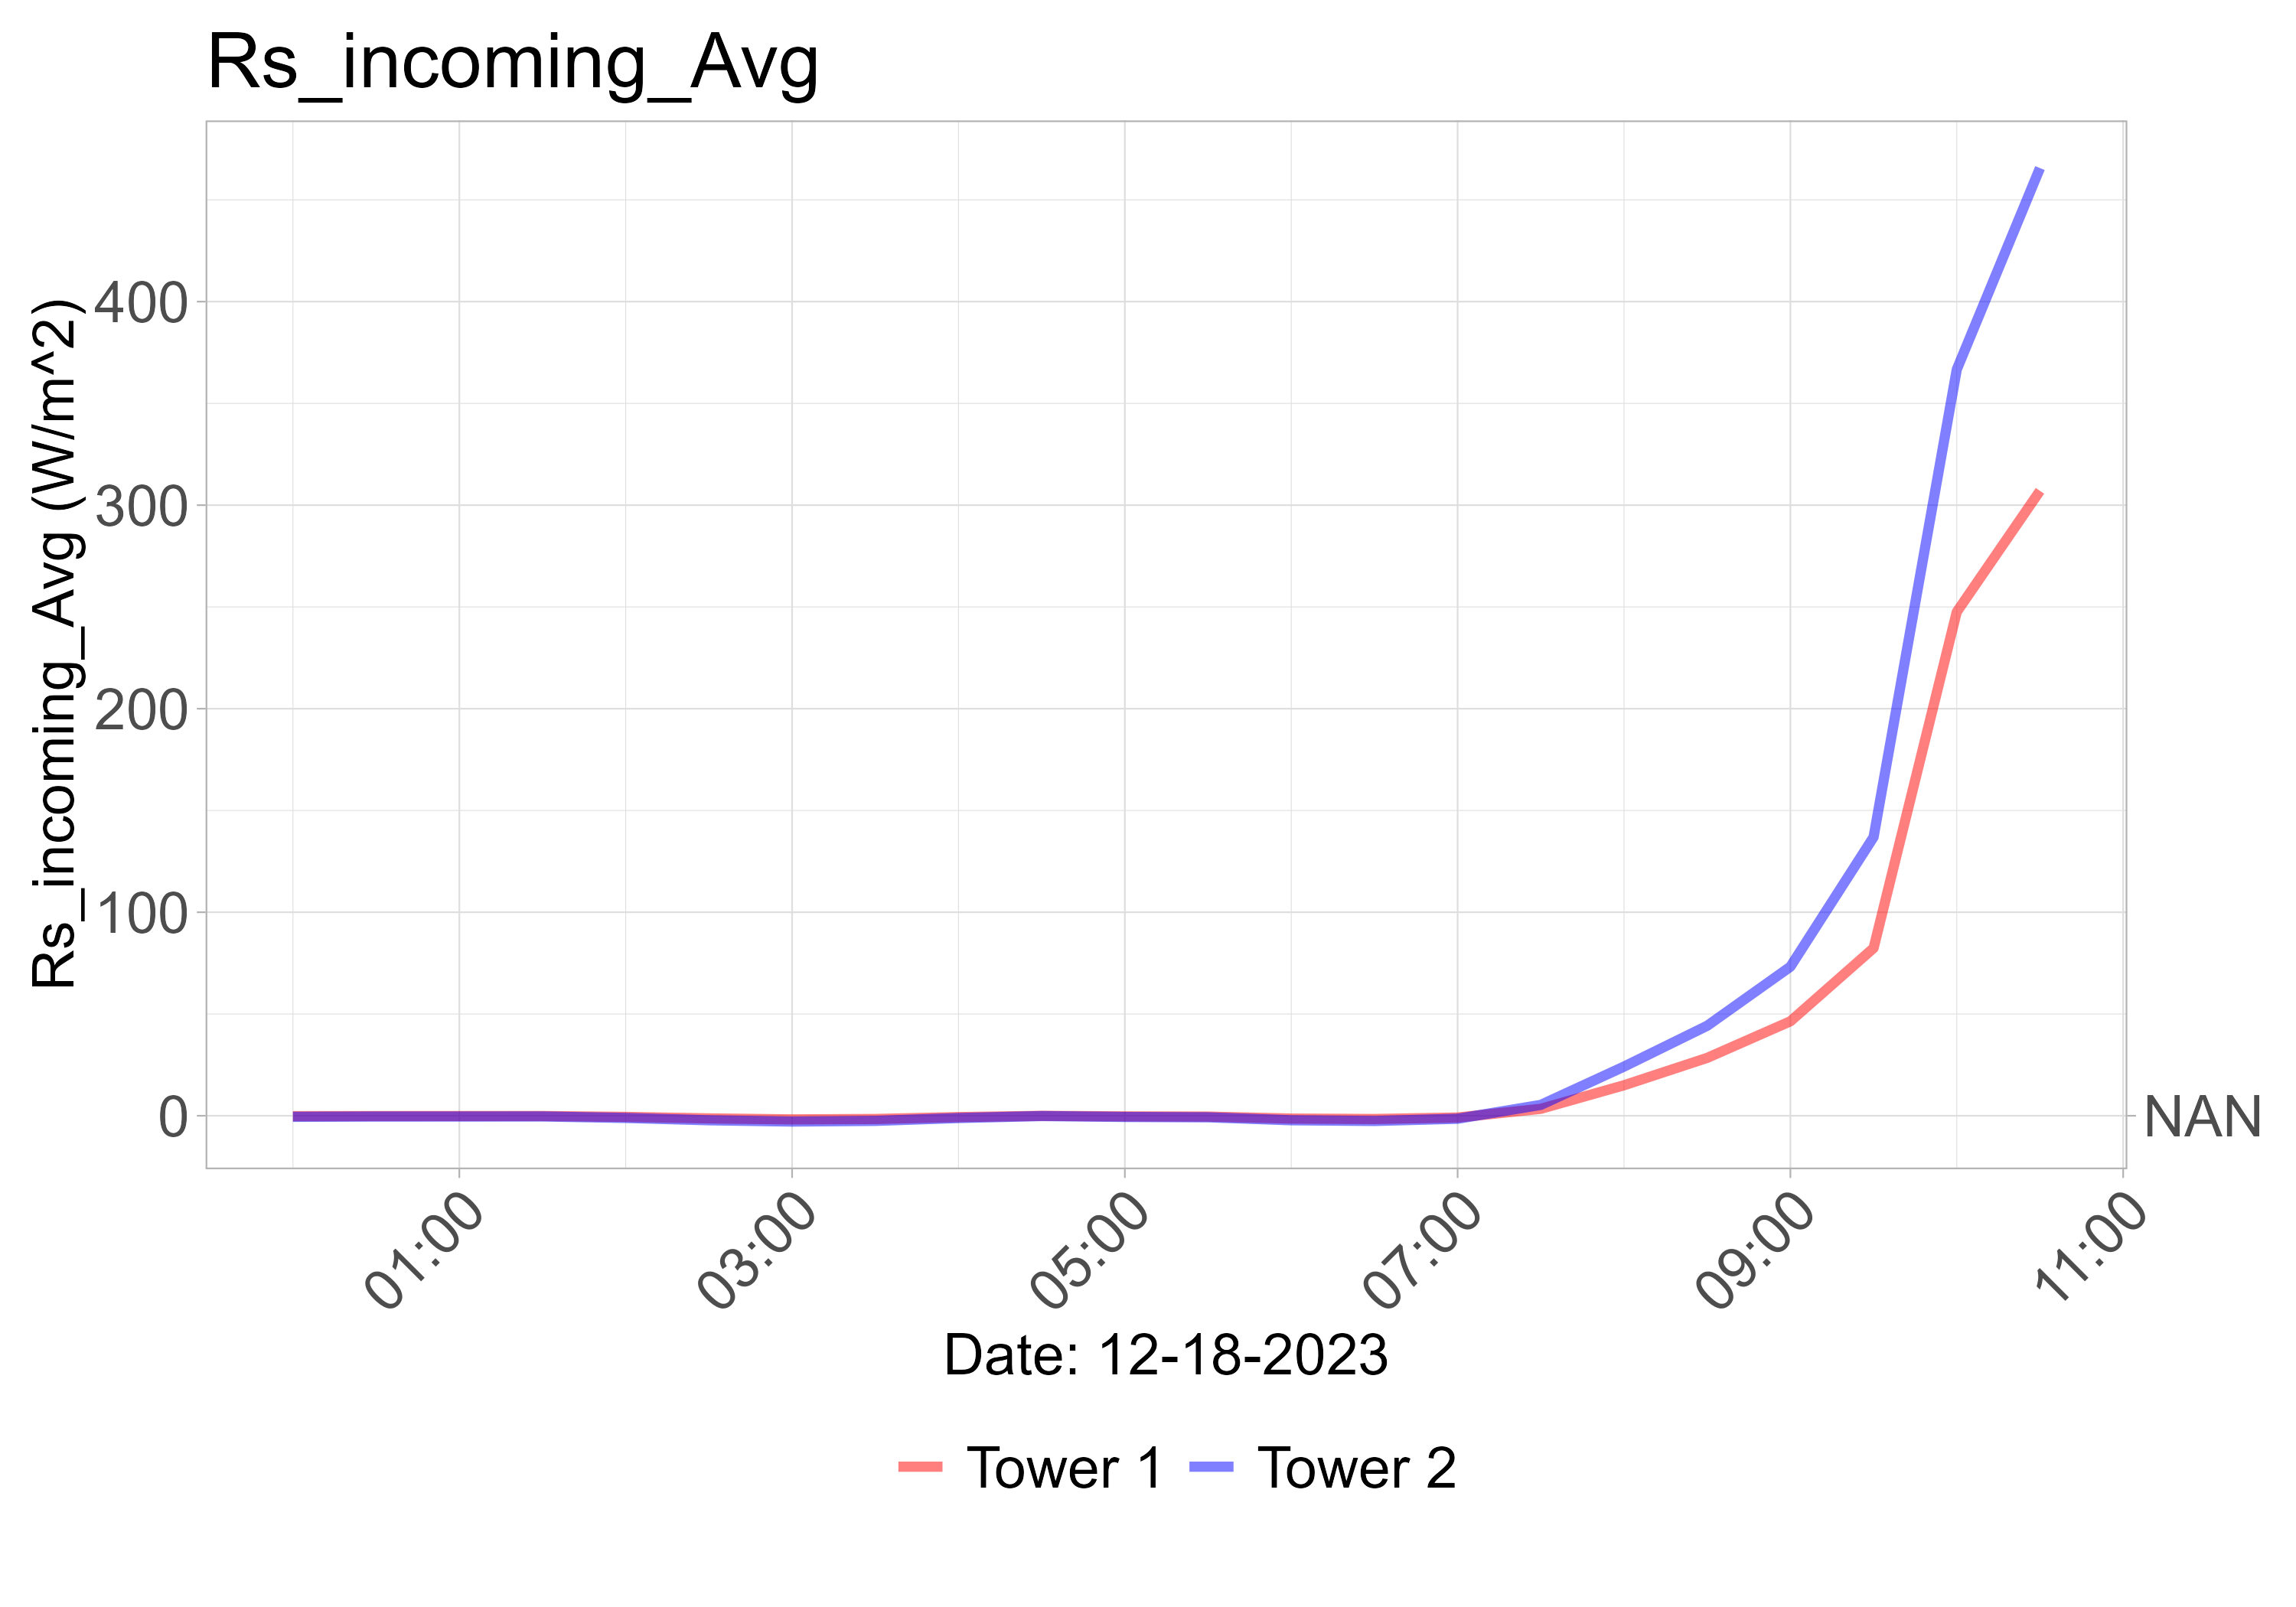 Rs_incoming_Avg
Rs_incoming_Avg (W/m^2)
400
300
200
100
0
NAN
01:00
03:00
05:00
07:00
09:00
11:00
Date: 12-18-2023
Tower 1
Tower 2